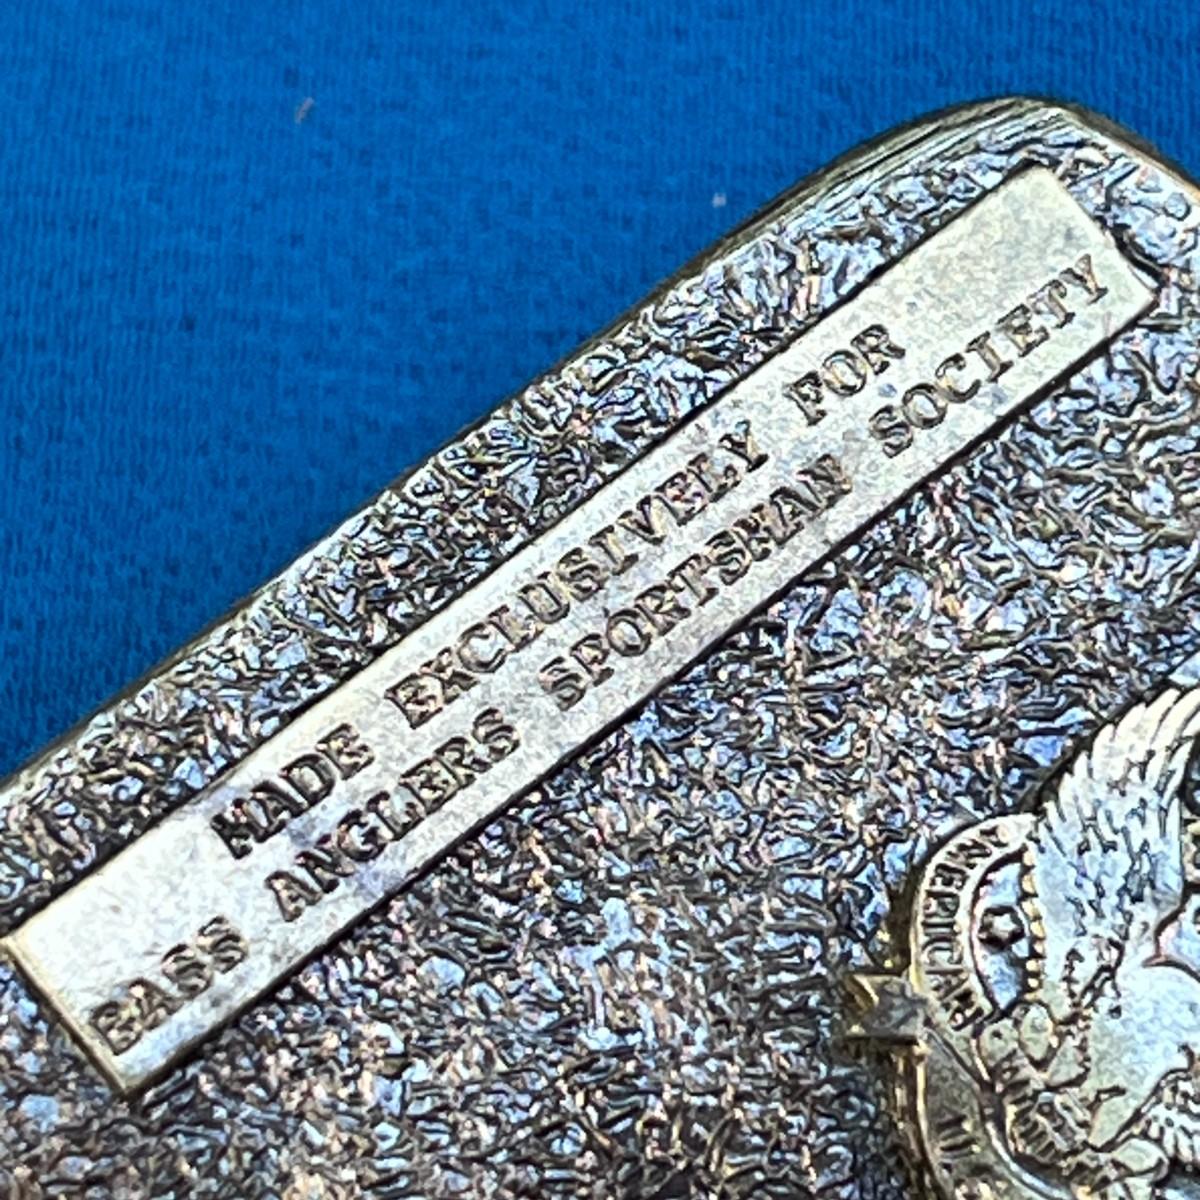 MADE EXCLUSIVELY FOR
BASS ANGLERS SPORTSMAN SOCIETY
AMERICAN